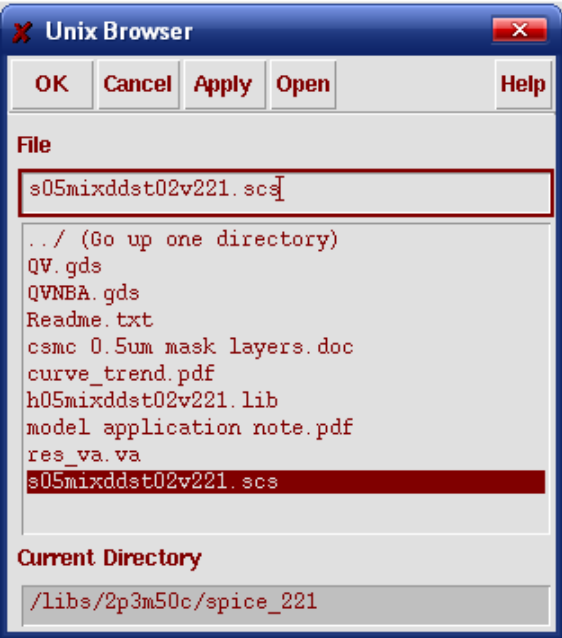 Unix Browser
OK Cancel Apply Open Help
File
s05mixddst02v221.scs
../ (Go up one directory)
QV.gds
QVNBA.gds
Readme.txt
csmc 0.5um mask layers.doc
curve_trend.pdf
h05mixddst02v221.lib
model application note.pdf
res_va.va
s05mixddst02v221.scs
Current Directory
/libs/2p3m50c/spice_221